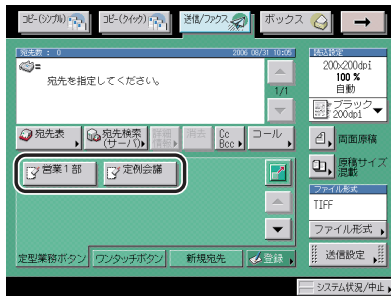 コピー(シンプル)
コピー(クイック)
送信/ファクス
ボックス
宛先数 : 0
2006 08/31 10:05
宛先を指定してください。
1/1
読込設定
200×200dpi
100 %
自動
ブラック
200dpi
宛先表
宛先検索
(サーバ)
詳細
情報
消去
Cc
Bcc
コール
両面原稿
原稿サイズ
混載
営業1部
定例会議
ファイル形式
TIFF
ファイル形式
定型業務ボタン
ワンタッチボタン
新規宛先
登録
送信設定
システム状況/中止